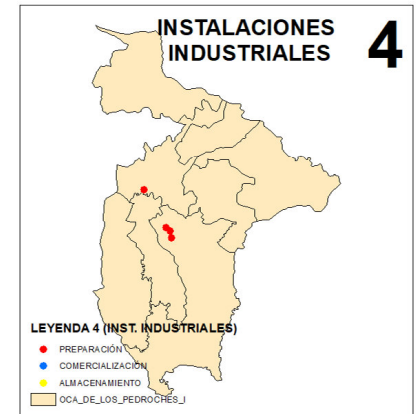 INSTALACIONES
INDUSTRIALES
4
LEYENDA 4 (INST. INDUSTRIALES)
PREPARACIÓN
COMERCIALIZACIÓN
ALMACENAMIENTO
OCA_DE_LOS_PEDROCHES_I